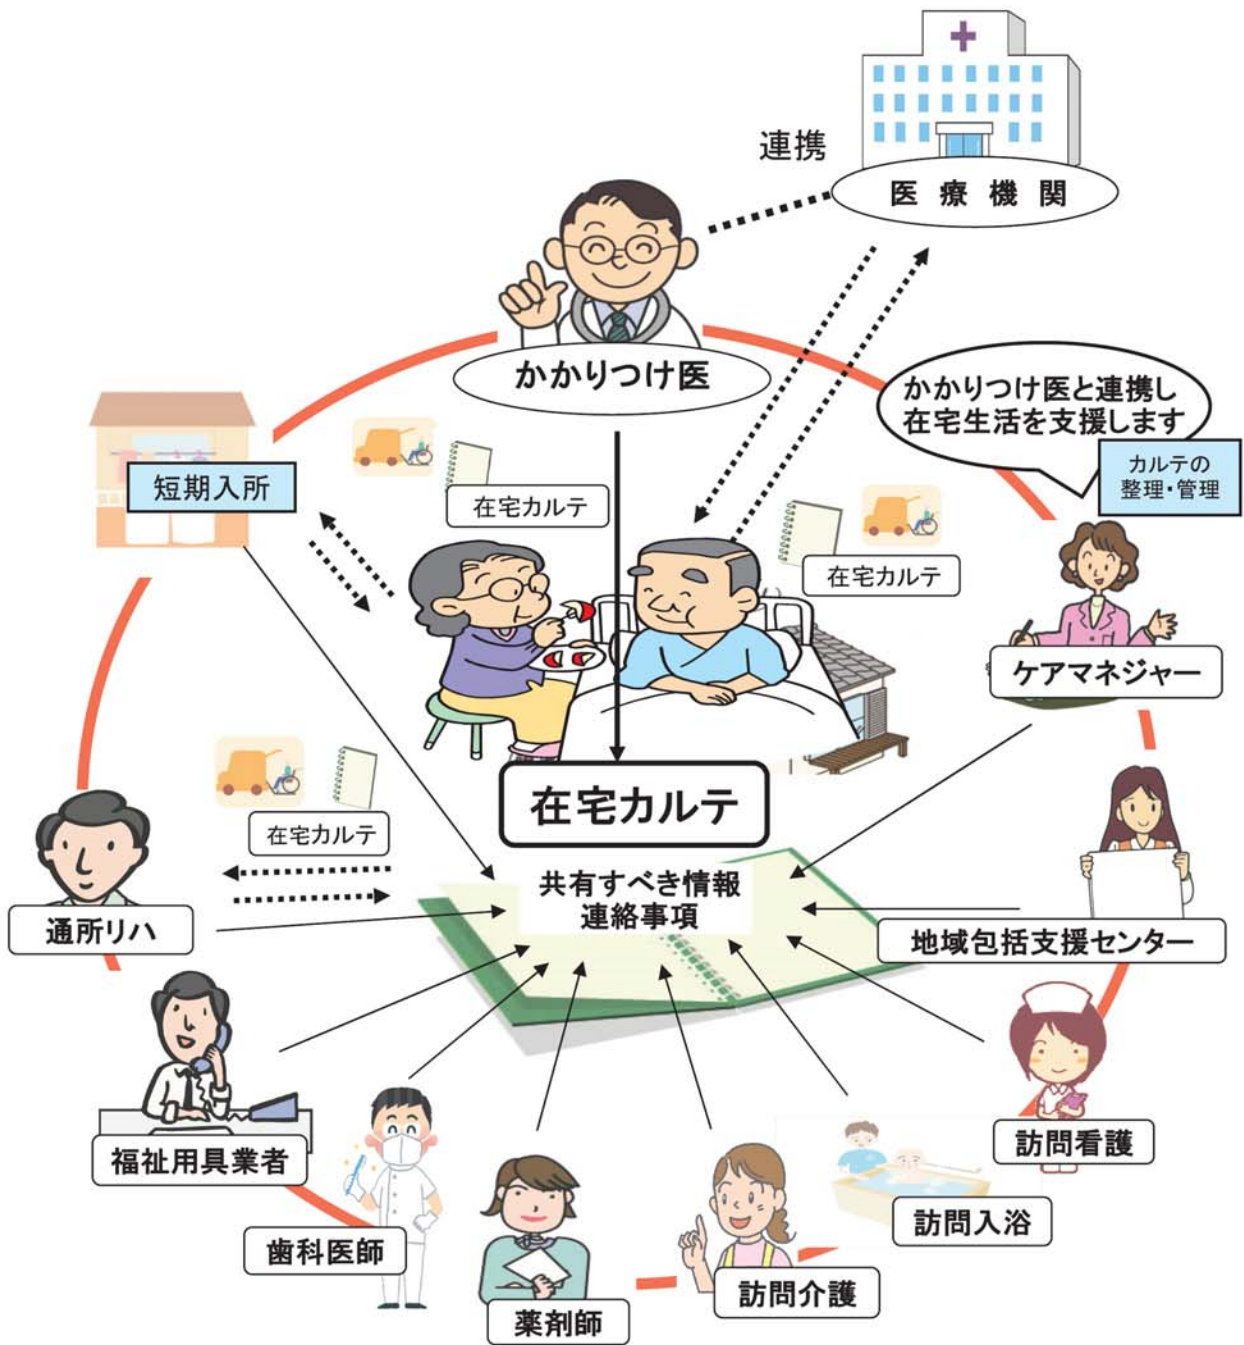 連携
医療機関
かかりつけ医
かかりつけ医と連携し
在宅生活を支援します
カルテの
整理・管理
短期入所
在宅カルテ
在宅カルテ
ケアマネジャー
在宅カルテ
在宅カルテ
共有すべき情報
連絡事項
通所リハ
地域包括支援センター
福祉用具業者
訪問看護
歯科医師
訪問入浴
薬剤師
訪問介護